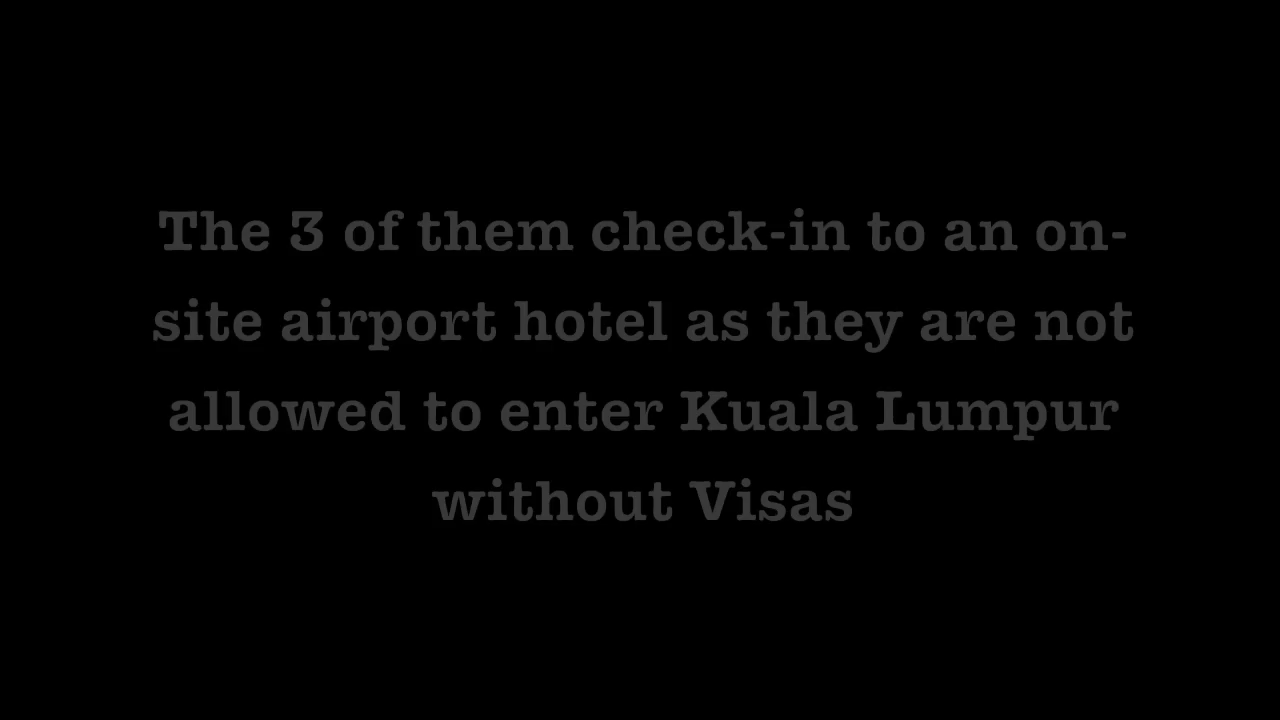 The 3 of them check-in to an on-
site airport hotel as they are not
allowed to enter Kuala Lumpur
without Visas